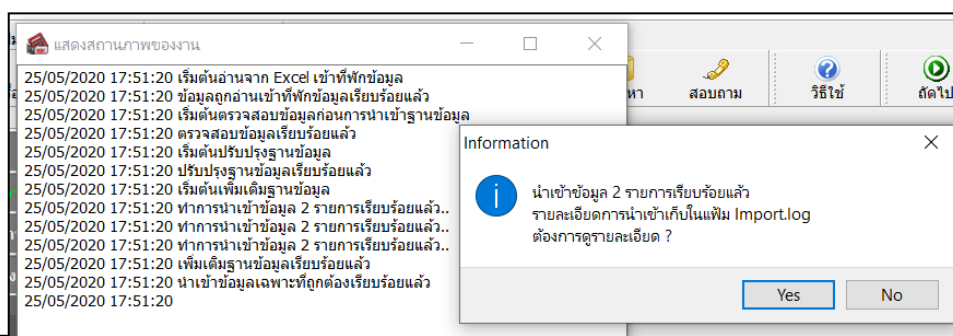 แสดงสถานภาพของงาน
25/05/2020 17:51:20 เริ่มต้นอ่านจาก Excel เข้าที่พักข้อมูล
25/05/2020 17:51:20 ข้อมูลถูกอ่านเข้าที่พักข้อมูลเรียบร้อยแล้ว
25/05/2020 17:51:20 เริ่มต้นตรวจสอบข้อมูลก่อนการนำเข้าฐานข้อมูล
25/05/2020 17:51:20 ตรวจสอบข้อมูลเรียบร้อยแล้ว
25/05/2020 17:51:20 เริ่มต้นปรับปรุงฐานข้อมูล
25/05/2020 17:51:20 ปรับปรุงฐานข้อมูลเรียบร้อยแล้ว
25/05/2020 17:51:20 เริ่มต้นเพิ่มเติมฐานข้อมูล
25/05/2020 17:51:20 ทำการนำเข้าข้อมูล 2 รายการเรียบร้อยแล้ว..
25/05/2020 17:51:20 ทำการนำเข้าข้อมูล 2 รายการเรียบร้อยแล้ว..
25/05/2020 17:51:20 ทำการนำเข้าข้อมูล 2 รายการเรียบร้อยแล้ว..
25/05/2020 17:51:20 เพิ่มเติมฐานข้อมูลเรียบร้อยแล้ว
25/05/2020 17:51:20 นำเข้าข้อมูลเฉพาะที่ถูกต้องเรียบร้อยแล้ว
25/05/2020 17:51:20
สอบถาม
วิธีใช้
ถัดไป
Information
นำเข้าข้อมูล 2 รายการเรียบร้อยแล้ว
รายละเอียดการนำเข้าเก็บในแฟ้ม Import.log
ต้องการดูรายละเอียด ?
Yes
No